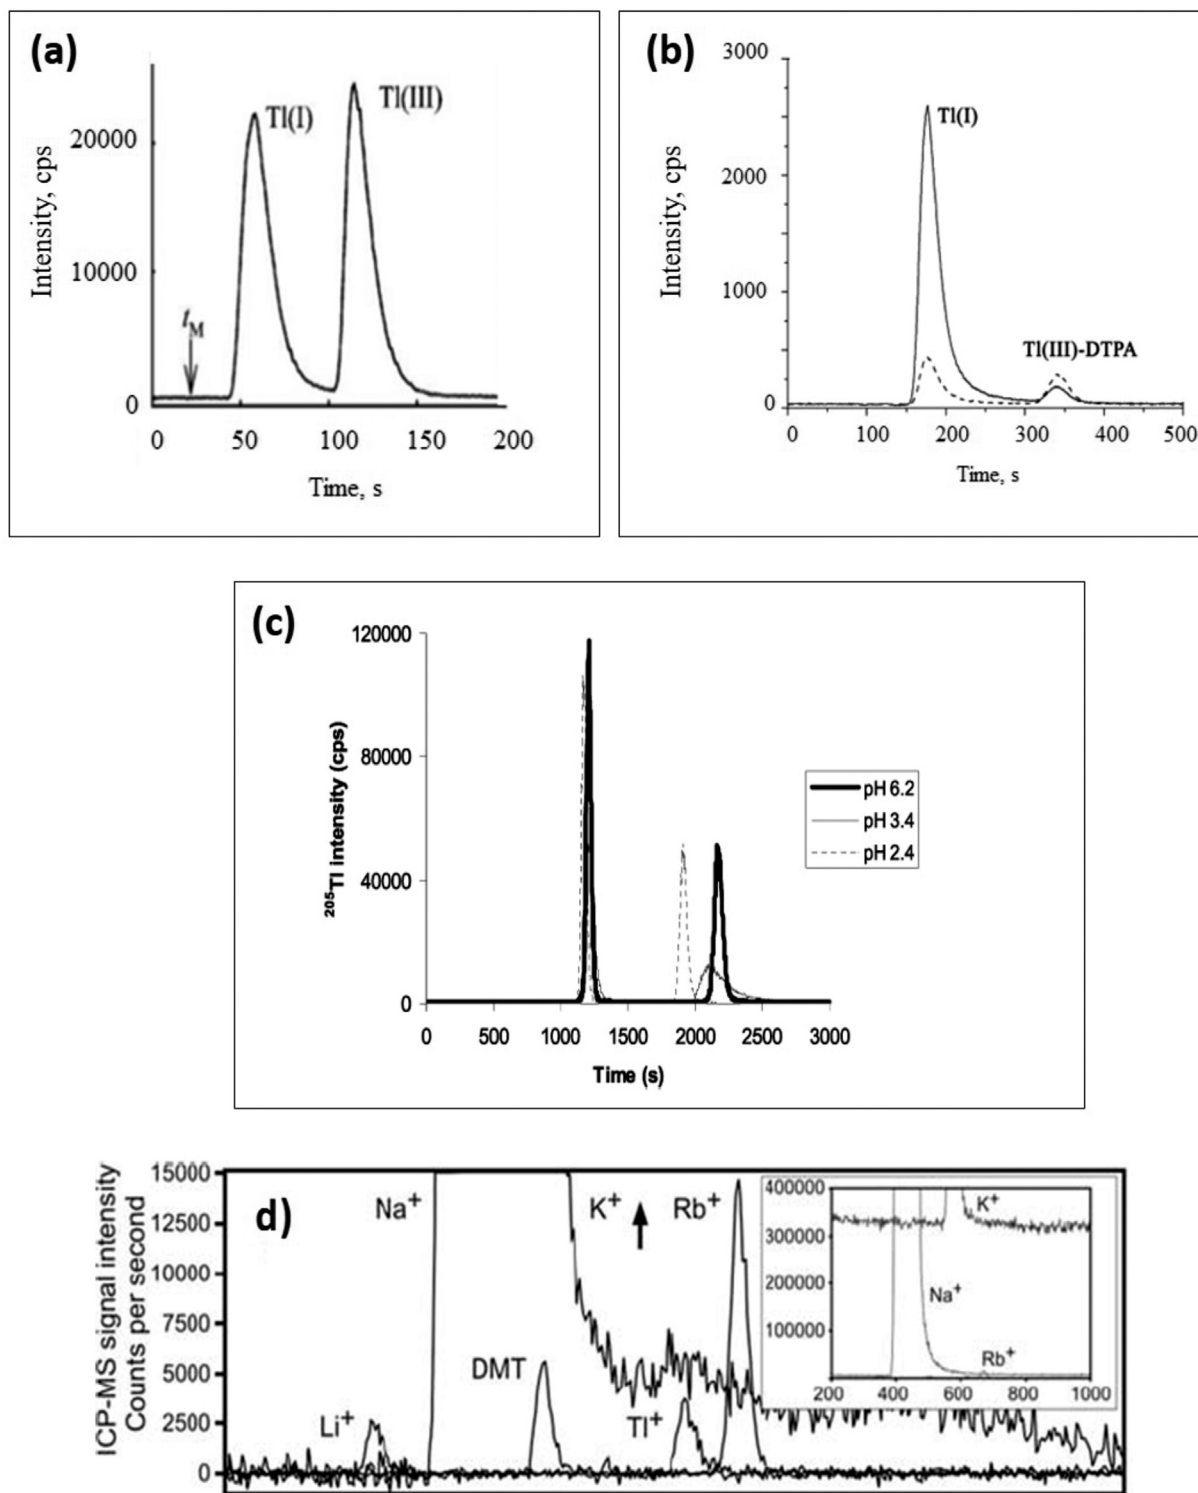 (a)
Intensity, cps
20000
10000
0
Tl(I)
Tl(III)
tM
0 50 100 150 200
Time, s
(b)
Intensity, cps
3000
2000
1000
0
Tl(I)
Tl(III)-DTPA
0 100 200 300 400 500
Time, s
(c)
²⁰⁵Tl intensity (cps)
120000
80000
40000
0
pH 6.2
pH 3.4
pH 2.4
0 500 1000 1500 2000 2500 3000
Time (s)
d)
ICP-MS signal intensity
Counts per second
15000
12500
10000
7500
5000
2500
0
Na⁺
K⁺
Rb⁺
DMT
Li⁺
Tl⁺
400000
300000
200000
100000
K⁺
Na⁺
Rb⁺
200 400 600 800 1000